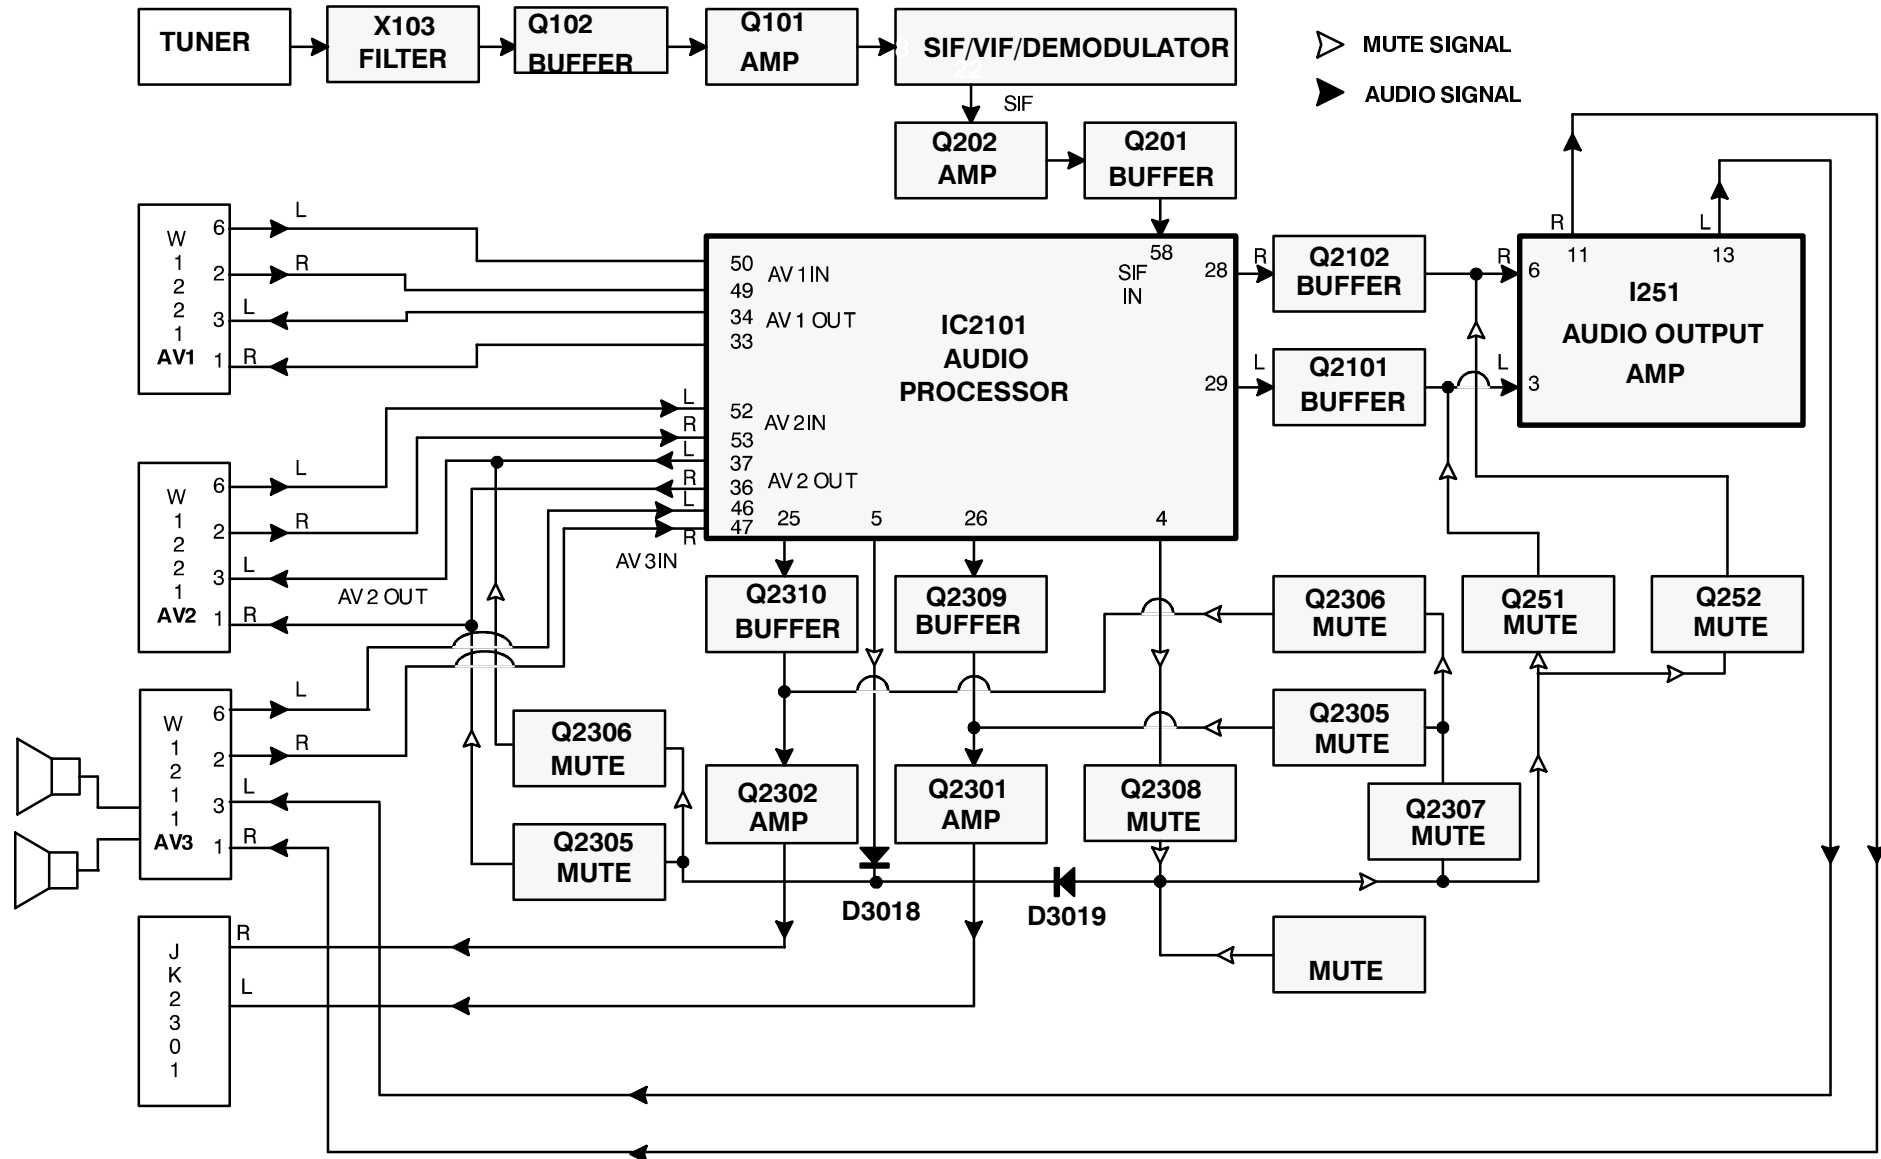 TUNER
X103
FILTER
Q102
BUFFER
Q101
AMP
SIF/VIF/DEMODULATOR
22
MUTE SIGNAL
AUDIO SIGNAL
SIF
Q202
AMP
Q201
BUFFER
W
1
2
2
1
AV1
6
2
3
1
L
R
L
R
50
49
34
33
AV 1 IN
AV 1 OUT
58
SIF
IN
IC2101
AUDIO
PROCESSOR
28
29
R
L
Q2102
BUFFER
Q2101
BUFFER
R
L
6
3
R
L
11
13
I251
AUDIO OUTPUT
AMP
52
53
37
36
46
47
AV 2 IN
AV 2 OUT
L
R
L
R
L
R
AV 3 IN
25
5
26
4
W
1
2
2
1
AV2
6
2
3
1
L
R
L
R
AV 2 OUT
Q2310
BUFFER
Q2309
BUFFER
Q2306
MUTE
Q251
MUTE
Q252
MUTE
W
1
2
1
1
AV3
6
2
3
1
L
R
L
R
Q2306
MUTE
Q2305
MUTE
Q2302
AMP
Q2301
AMP
Q2308
MUTE
Q2305
MUTE
Q2307
MUTE
D3018
D3019
MUTE
J
K
2
3
0
1
R
L